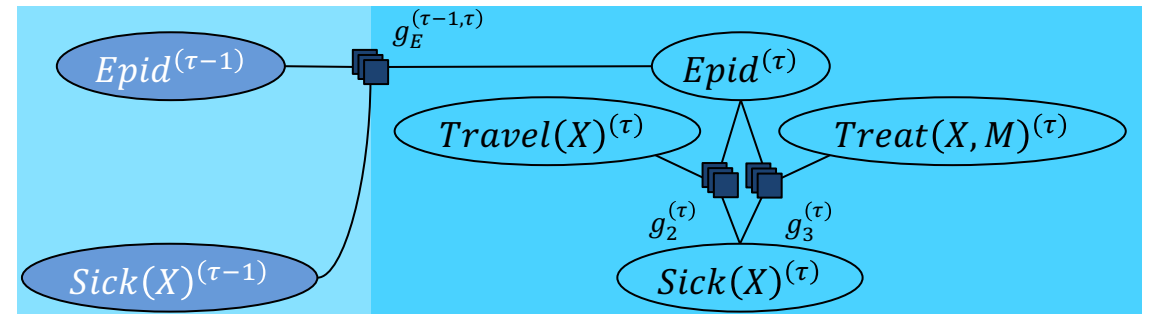 g_E^{(τ−1,τ)}
Epid^{(τ−1)}
Epid^{(τ)}
Travel(X)^{(τ)}
Treat(X, M)^{(τ)}
g_2^{(τ)}
g_3^{(τ)}
Sick(X)^{(τ−1)}
Sick(X)^{(τ)}